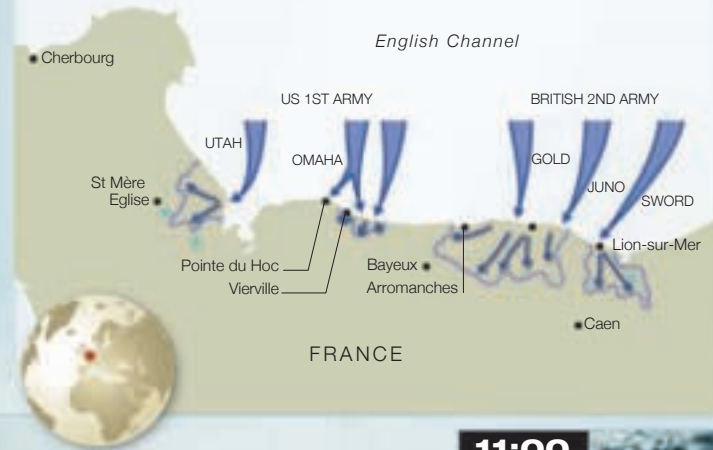 English Channel
Cherbourg
US 1ST ARMY
BRITISH 2ND ARMY
UTAH
OMAHA
GOLD
JUNO
SWORD
St Mère
Eglise
Lion-sur-Mer
Pointe du Hoc
Bayeux
Vierville
Arromanches
Caen
FRANCE